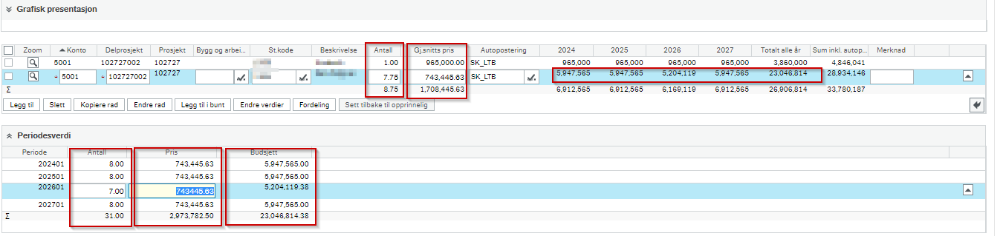 Grafisk presentasjon
Zoom Konto Delprosjekt Prosjekt Bygg og arbei... St.kode Beskrivelse Antall Gj.snitts pris Autopostering 2024 2025 2026 2027 Totalt alle år Sum inkl. autop... Merknad
5001 102727002 102727 1.00 965,000.00 SK_LTB 965,000 965,000 965,000 965,000 3,860,000 4,846,041
5001 102727002 102727 7.75 743,445.63 SK_LTB 5,947,565 5,947,565 5,204,119 5,947,565 23,046,814 28,934,146
Σ 8.75 1,708,445.63 6,912,565 6,912,565 6,169,119 6,912,565 26,906,814 33,780,187
Legg til Slett Kopiere rad Endre rad Legg til i bunt Endre verdier Fordeling Sett tilbake til opprinnelig
Periodesverdi
Periode Antall Pris Budsjett
202401 8.00 743,445.63 5,947,565.00
202501 8.00 743,445.63 5,947,565.00
202601 7.00 743445.63 5,204,119.38
202701 8.00 743,445.63 5,947,565.00
Σ 31.00 2,973,782.50 23,046,814.38